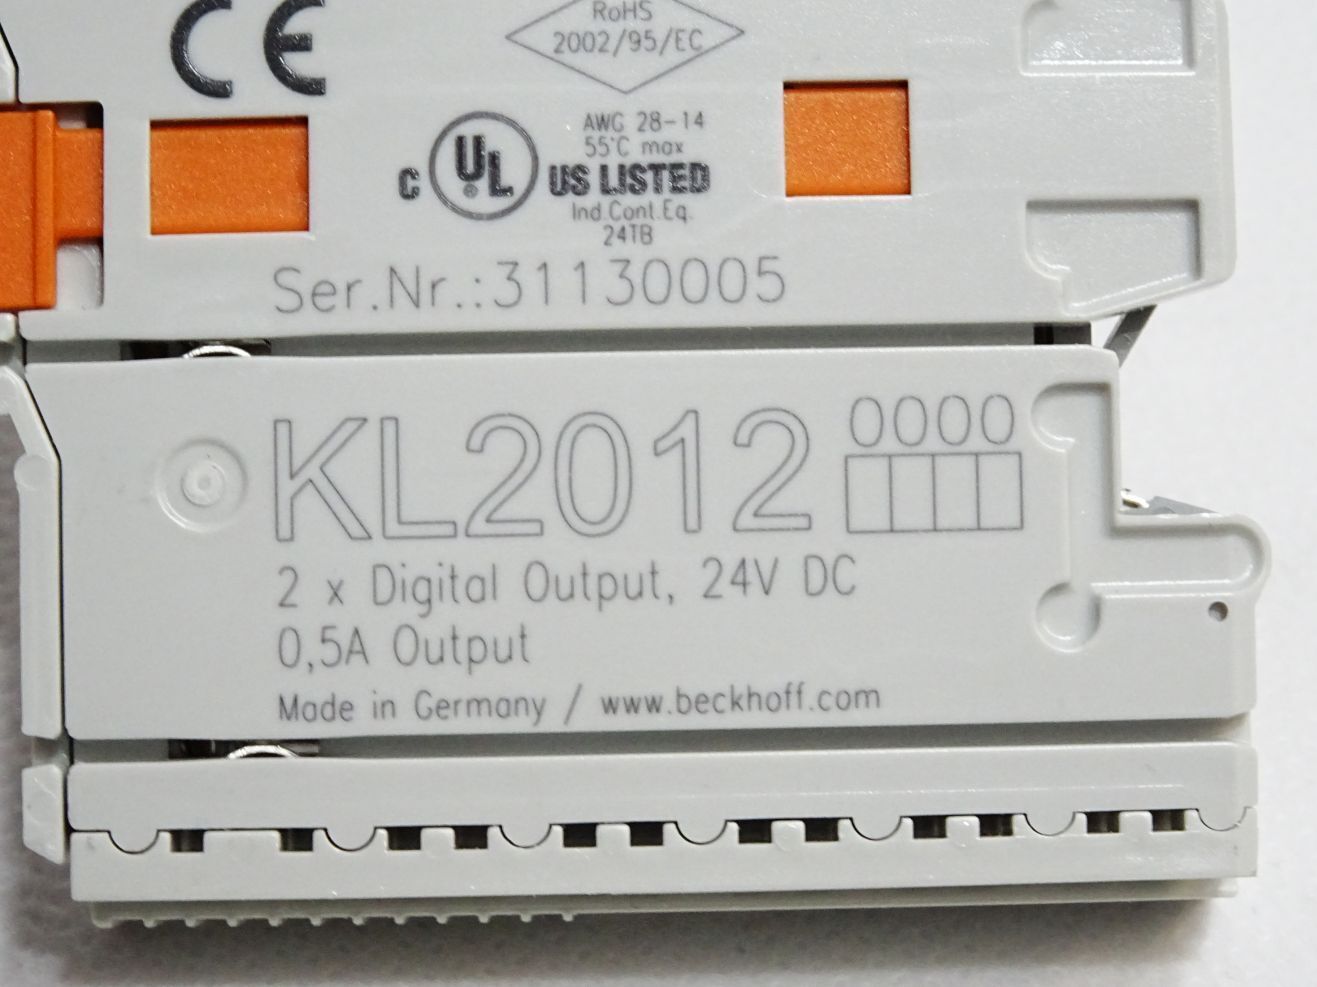 CE
RoHS
2002/95/EC
AWG 28-14
55°C max
C UL ® US LISTED
Ind.Cont.Eq.
24TB
Ser.Nr.:31130005
KL2012 0000
2 x Digital Output, 24V DC
0,5A Output
Made in Germany / www.beckhoff.com